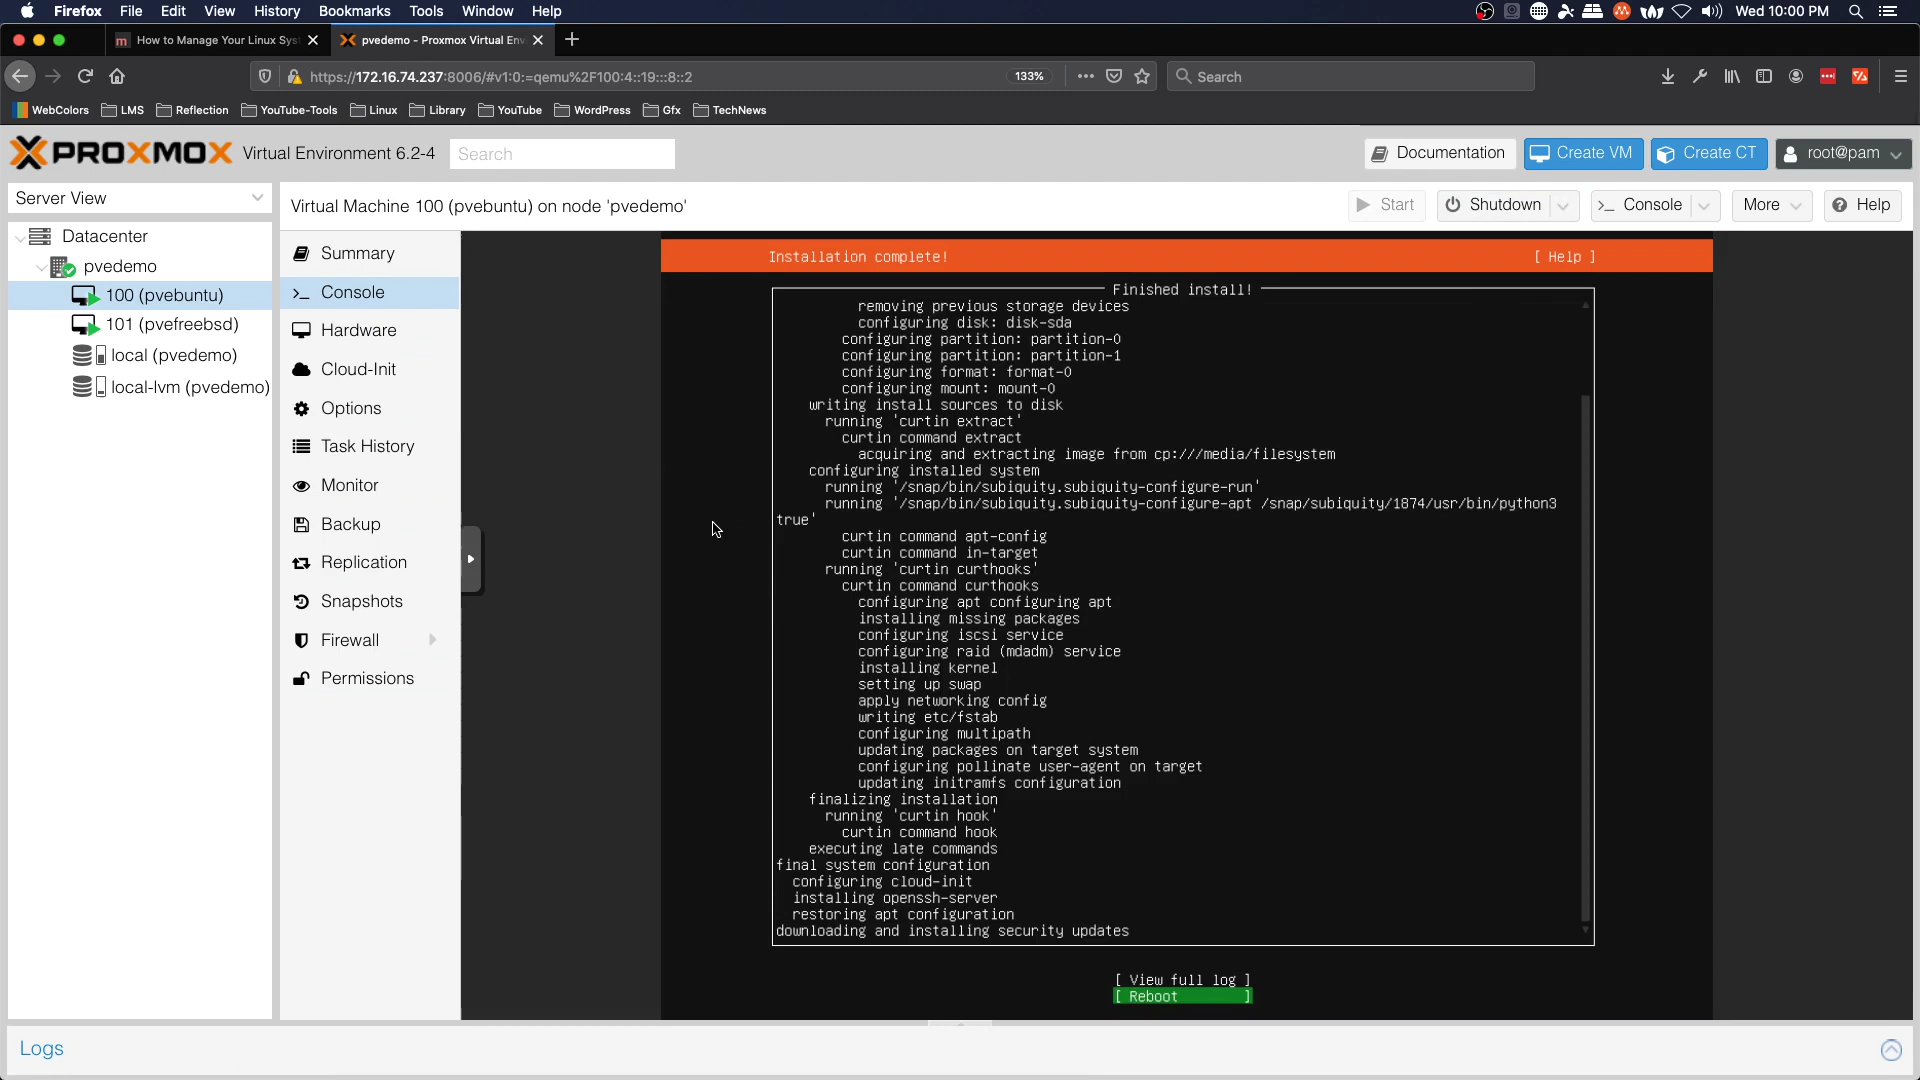 Firefox File Edit View History Bookmarks Tools Window Help Wed 10:00 PM
How to Manage Your Linux Sys
pvedemo - Proxmox Virtual Env
https://172.16.74.237:8006/#v1:0:=qemu%2F100:4::19:::8::2 133% Search
WebColors LMS Reflection YouTube-Tools Linux Library YouTube WordPress Gfx TechNews
PROXMOX Virtual Environment 6.2-4 Search Documentation Create VM Create CT root@pam
Server View
Virtual Machine 100 (pvebuntu) on node 'pvedemo' Start Shutdown >_ Console More Help
Datacenter
pvedemo
100 (pvebuntu)
101 (pvefreebsd)
local (pvedemo)
local-lvm (pvedemo)
Summary
>_ Console
Hardware
Cloud-Init
Options
Task History
Monitor
Backup
Replication
Snapshots
Firewall
Permissions
Installation complete! [ Help ]
Finished install!
removing previous storage devices
configuring disk: disk-sda
configuring partition: partition-0
configuring partition: partition-1
configuring format: format-0
configuring mount: mount-0
writing install sources to disk
running 'curtin extract'
curtin command extract
acquiring and extracting image from cp:///media/filesystem
configuring installed system
running '/snap/bin/subiquity.subiquity-configure-run'
running '/snap/bin/subiquity.subiquity-configure-apt /snap/subiquity/1874/usr/bin/python3
true'
curtin command apt-config
curtin command in-target
running 'curtin curthooks'
curtin command curthooks
configuring apt configuring apt
installing missing packages
configuring iscsi service
configuring raid (mdadm) service
installing kernel
setting up swap
apply networking config
writing etc/fstab
configuring multipath
updating packages on target system
configuring pollinate user-agent on target
updating initramfs configuration
finalizing installation
running 'curtin hook'
curtin command hook
executing late commands
final system configuration
configuring cloud-init
installing openssh-server
restoring apt configuration
downloading and installing security updates
[ View full log ]
[ Reboot ]
Logs